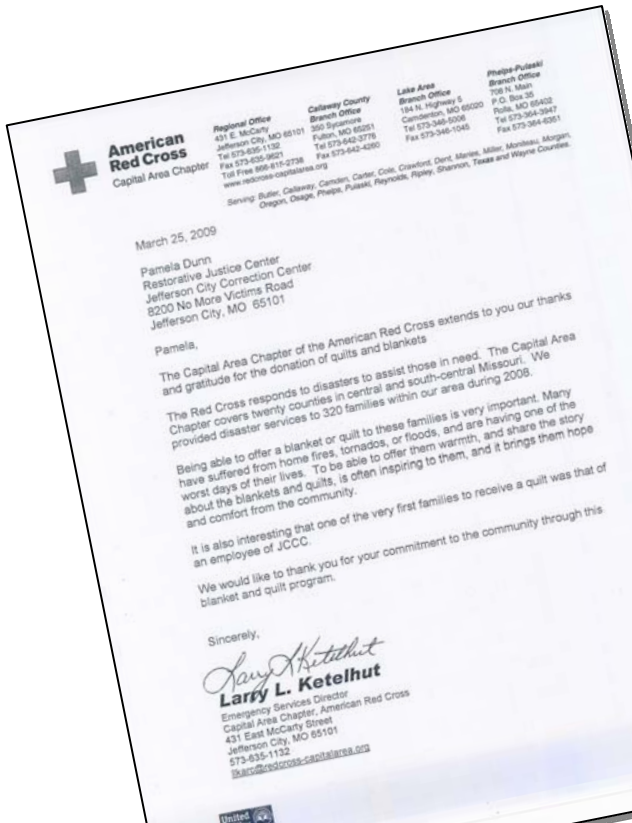 American
Red Cross
Capital Area Chapter
Regional Office
431 E. McCarty
Jefferson City, MO 65101
Tel 573-635-1132
Fax 573-635-9621
Toll Free 866-815-2738
www.redcross-capitalarea.org
Callaway County
Branch Office
350 Sycamore
Fulton, MO 65251
Tel 573-642-3776
Fax 573-642-4260
Lake Area
Branch Office
184 N. Highway 5
Camdenton, MO 65020
Tel 573-346-5006
Fax 573-346-1045
Phelps-Pulaski
Branch Office
706 N. Main
P.O. Box 35
Rolla, MO 65402
Tel 573-364-3947
Fax 573-364-6351
Serving: Butler, Callaway, Camden, Carter, Cole, Crawford, Dent, Maries, Miller, Moniteau, Morgan,
Oregon, Osage, Phelps, Pulaski, Reynolds, Ripley, Shannon, Texas and Wayne Counties.
March 25, 2009
Pamela Dunn
Restorative Justice Center
Jefferson City Correction Center
8200 No More Victims Road
Jefferson City, MO 65101
Pamela,
The Capital Area Chapter of the American Red Cross extends to you our thanks
and gratitude for the donation of quilts and blankets
The Red Cross responds to disasters to assist those in need. The Capital Area
Chapter covers twenty counties in central and south-central Missouri. We
provided disaster services to 320 families within our area during 2008.
Being able to offer a blanket or quilt to these families is very important. Many
have suffered from home fires, tornados, or floods, and are having one of the
worst days of their lives. To be able to offer them warmth, and share the story
about the blankets and quilts, is often inspiring to them, and it brings them hope
and comfort from the community.
It is also interesting that one of the very first families to receive a quilt was that of
an employee of JCCC.
We would like to thank you for your commitment to the community through this
blanket and quilt program.
Sincerely,
Larry L Ketelhut
Larry L. Ketelhut
Emergency Services Director
Capital Area Chapter, American Red Cross
431 East McCarty Street
Jefferson City, MO 65101
573-635-1132
llkarc@redcross-capitalarea.org
United